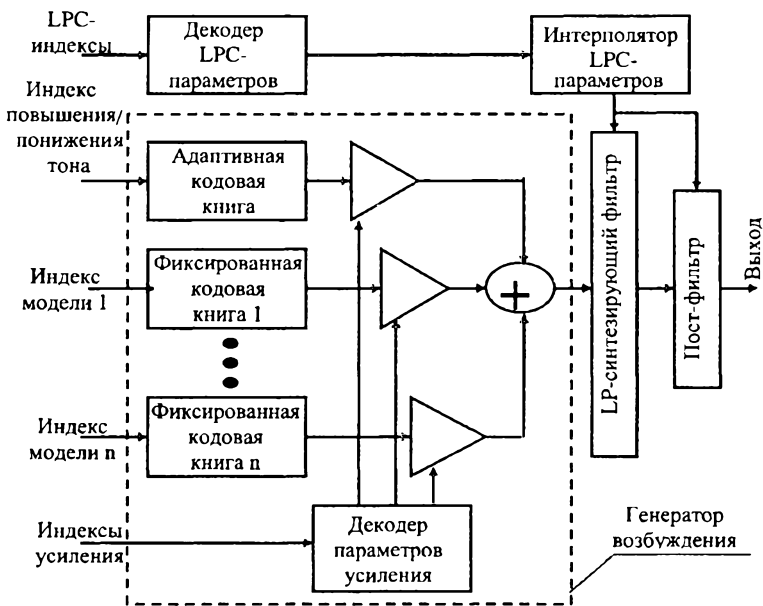 LPC-
индексы
Декодер
LPC-
параметров
Интерполятор
LPC-
параметров
Индекс
повышения/
понижения
тона
Адаптивная
кодовая
книга
Индекс
модели 1
Фиксированная
кодовая
книга 1
Индекс
модели n
Фиксированная
кодовая
книга n
Индексы
усиления
Декодер
параметров
усиления
+
LP-синтезирующий фильтр
Пост-фильтр
Выход
Генератор
возбуждения